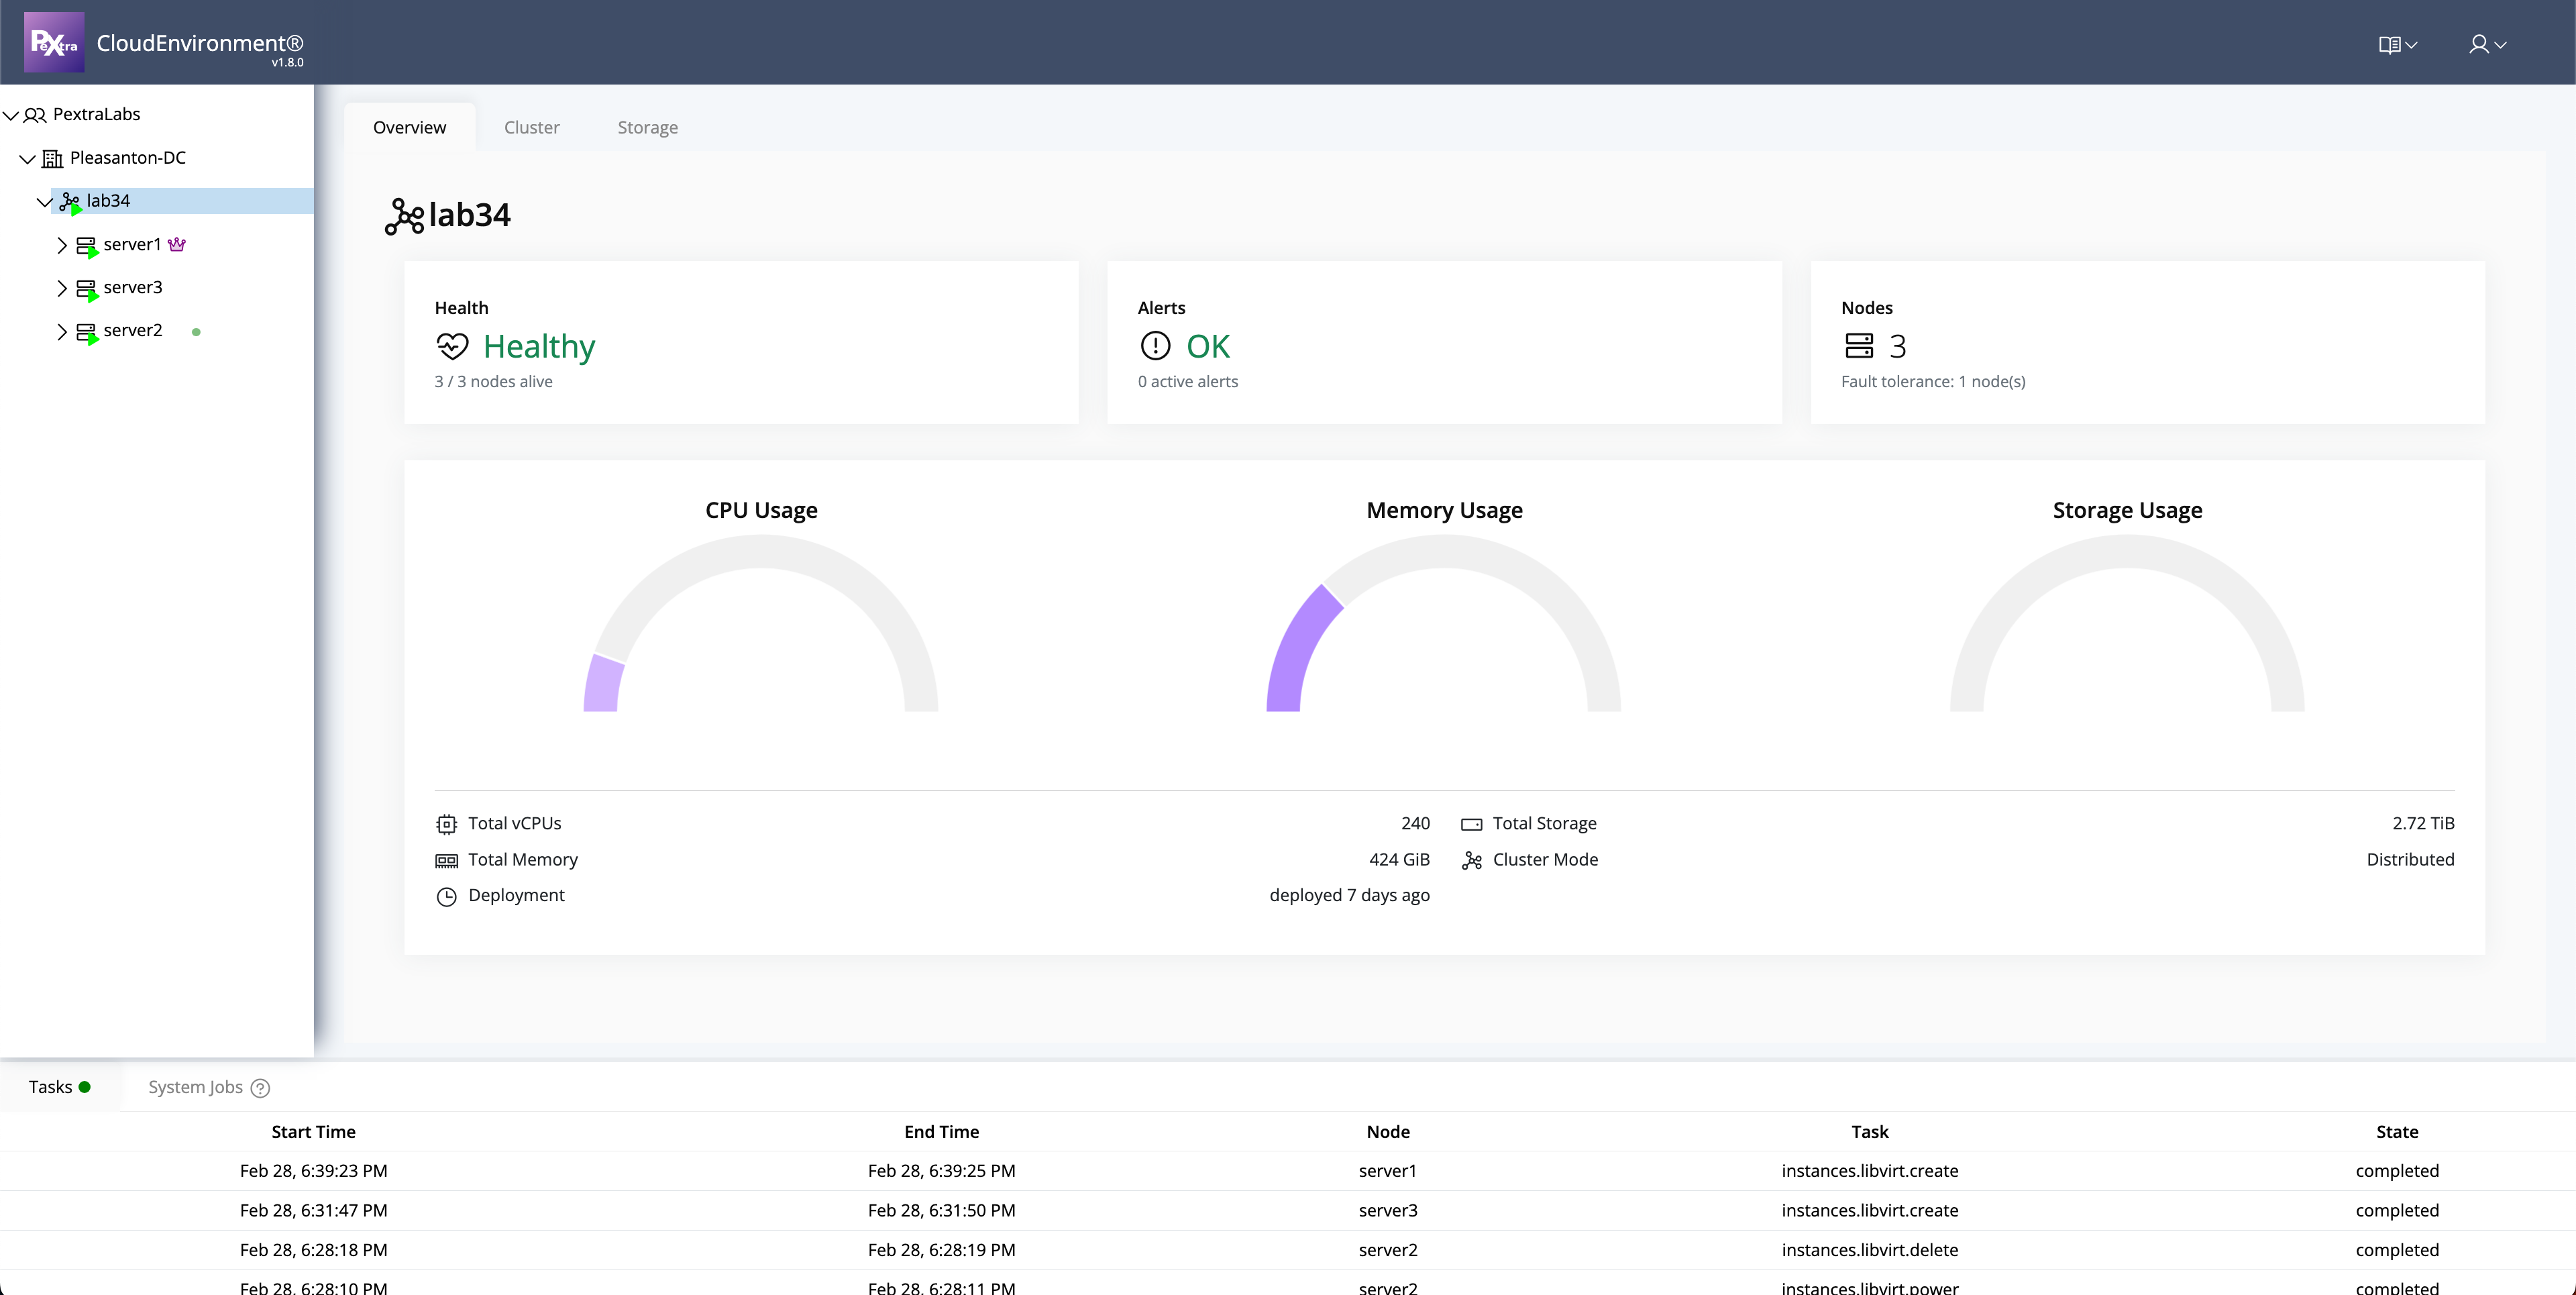 Pextra CloudEnvironment®
v1.8.0
PextraLabs
Pleasanton-DC
lab34
server1
server3
server2
Overview Cluster Storage
lab34
Health
Healthy
3 / 3 nodes alive
Alerts
OK
0 active alerts
Nodes
3
Fault tolerance: 1 node(s)
CPU Usage
Memory Usage
Storage Usage
Total vCPUs 240
Total Storage 2.72 TiB
Total Memory 424 GiB
Cluster Mode Distributed
Deployment deployed 7 days ago
Tasks System Jobs
Start Time End Time Node Task State
Feb 28, 6:39:23 PM Feb 28, 6:39:25 PM server1 instances.libvirt.create completed
Feb 28, 6:31:47 PM Feb 28, 6:31:50 PM server3 instances.libvirt.create completed
Feb 28, 6:28:18 PM Feb 28, 6:28:19 PM server2 instances.libvirt.delete completed
Feb 28, 6:28:10 PM Feb 28, 6:28:11 PM server2 instances.libvirt.power completed